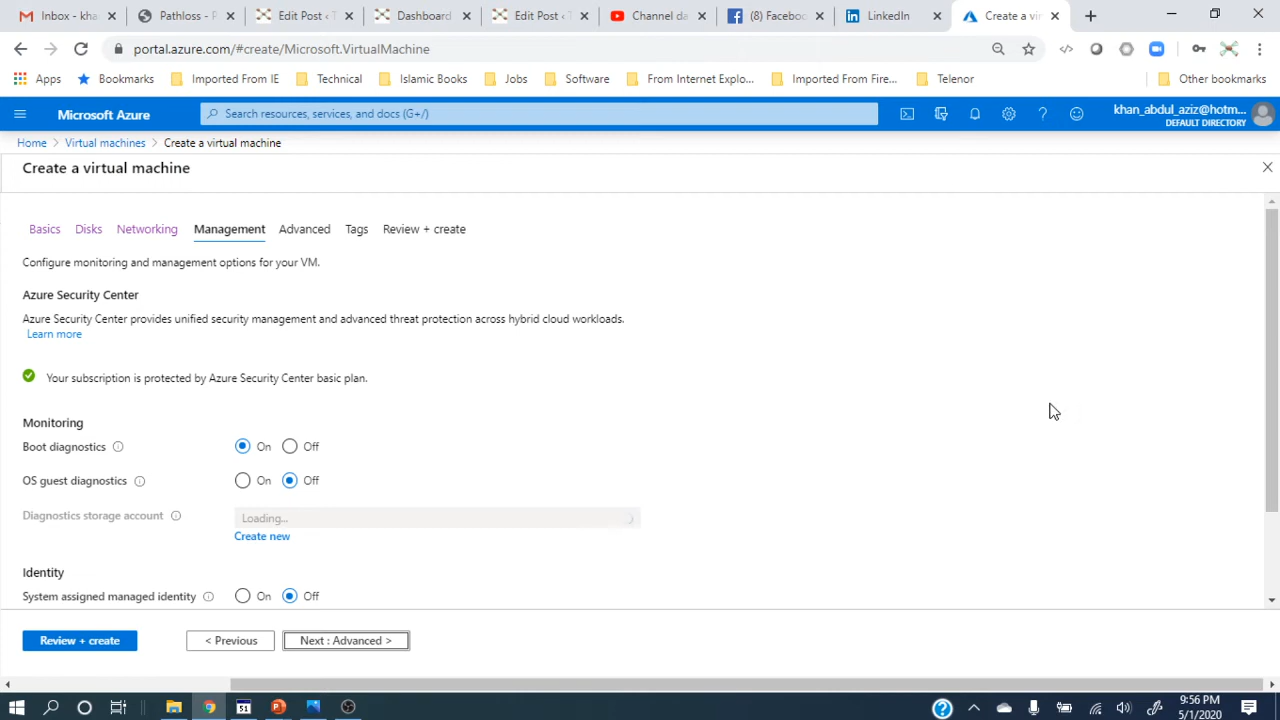 Inbox - kha
Pathloss - P
Edit Post ‹ T
Dashboard
Edit Post ‹ T
Channel da
(8) Faceboo
LinkedIn
Create a vir
portal.azure.com/#create/Microsoft.VirtualMachine
Apps
Bookmarks
Imported From IE
Technical
Islamic Books
Jobs
Software
From Internet Explo...
Imported From Fire...
Telenor
Other bookmarks
Microsoft Azure
Search resources, services, and docs (G+/)
khan_abdul_aziz@hotm...
DEFAULT DIRECTORY
Home > Virtual machines > Create a virtual machine
Create a virtual machine
Basics Disks Networking Management Advanced Tags Review + create
Configure monitoring and management options for your VM.
Azure Security Center
Azure Security Center provides unified security management and advanced threat protection across hybrid cloud workloads.
Learn more
Your subscription is protected by Azure Security Center basic plan.
Monitoring
Boot diagnostics On Off
OS guest diagnostics On Off
Diagnostics storage account Loading...
Create new
Identity
System assigned managed identity On Off
Review + create
< Previous
Next : Advanced >
9:56 PM
5/1/2020